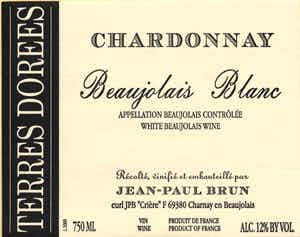 TERRES DOREES
CHARDONNAY
Beaujolais Blanc
APPELLATION BEAUJOLAIS CONTRÔLÉE
WHITE BEAUJOLAIS WINE
Récolté, vinifié et embouteillé par
JEAN-PAUL BRUN
eurl JPB "Crière" F 69380 Charnay en Beaujolais
750 ML
VIN
WINE
PRODUIT DE FRANCE
PRODUCT OF FRANCE
ALC. 12% BY VOL.